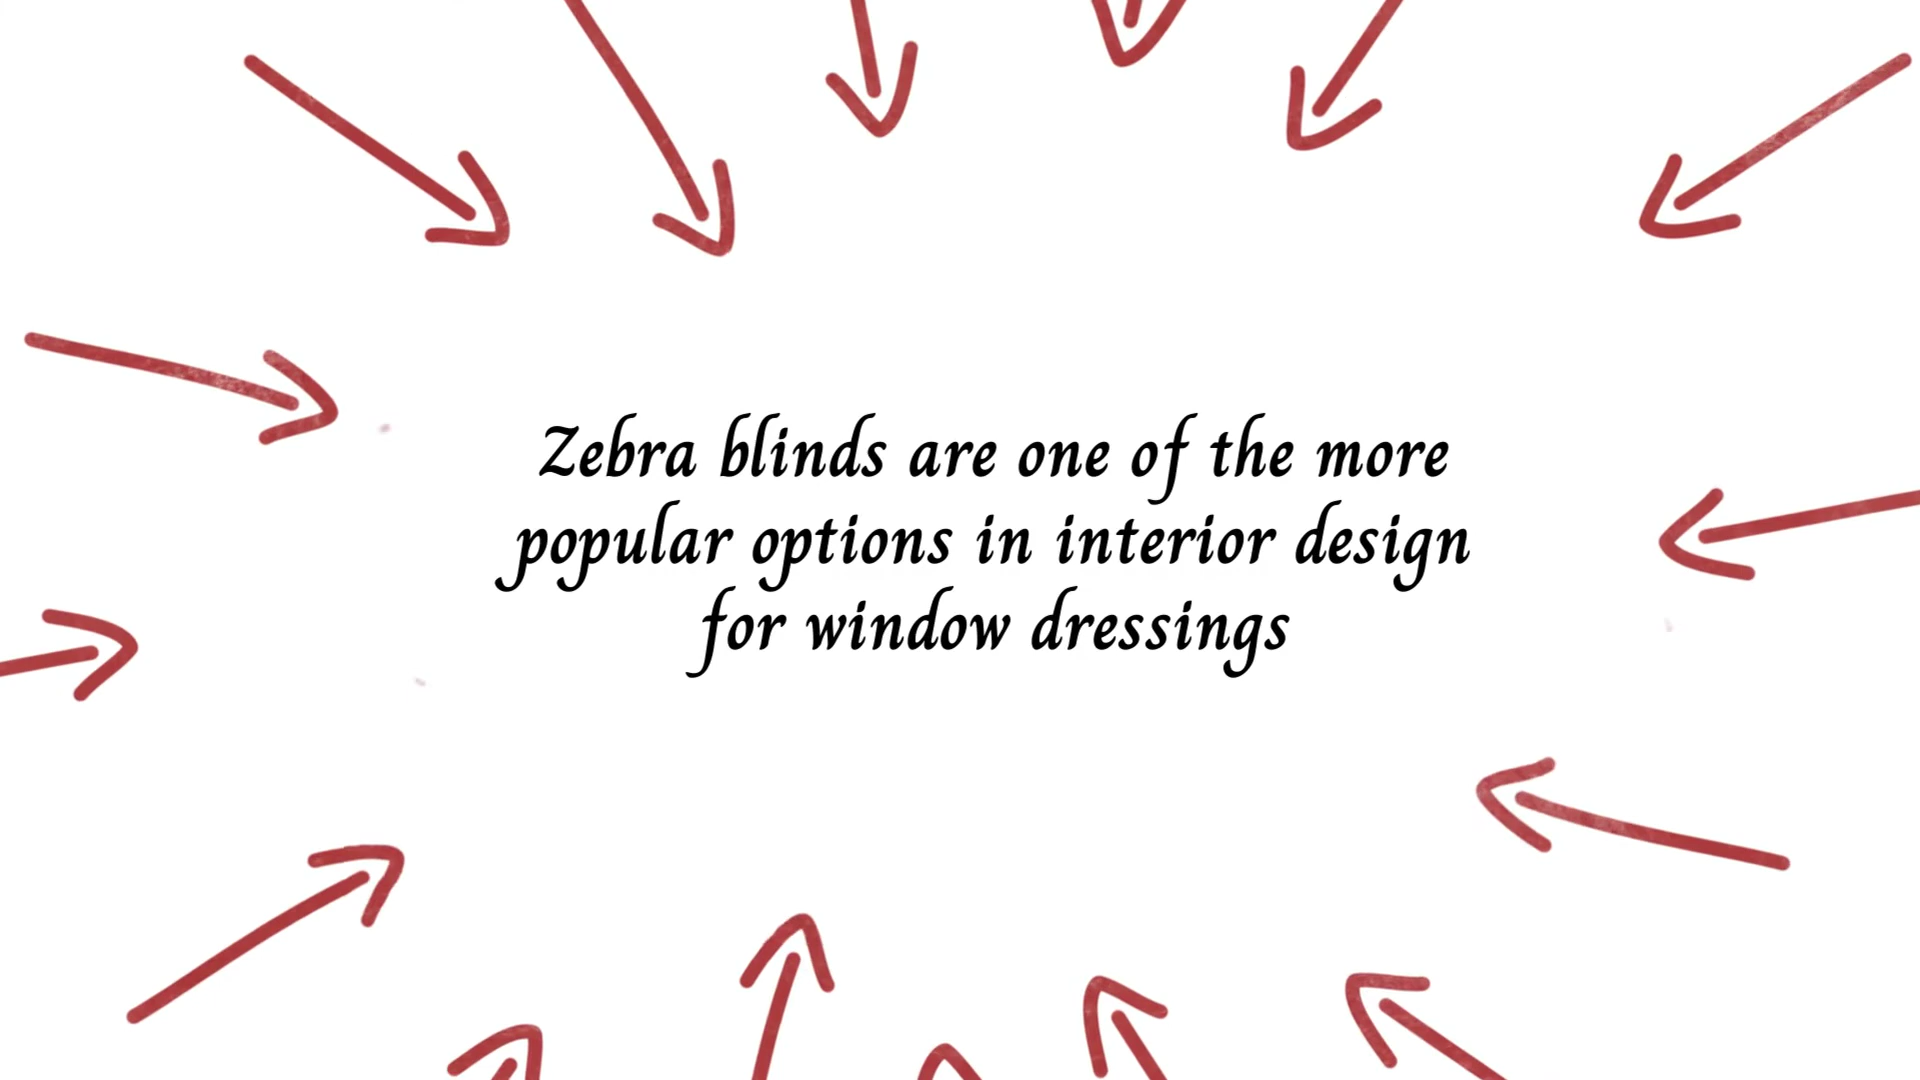 Zebra blinds are one of the more
popular options in interior design
for window dressings